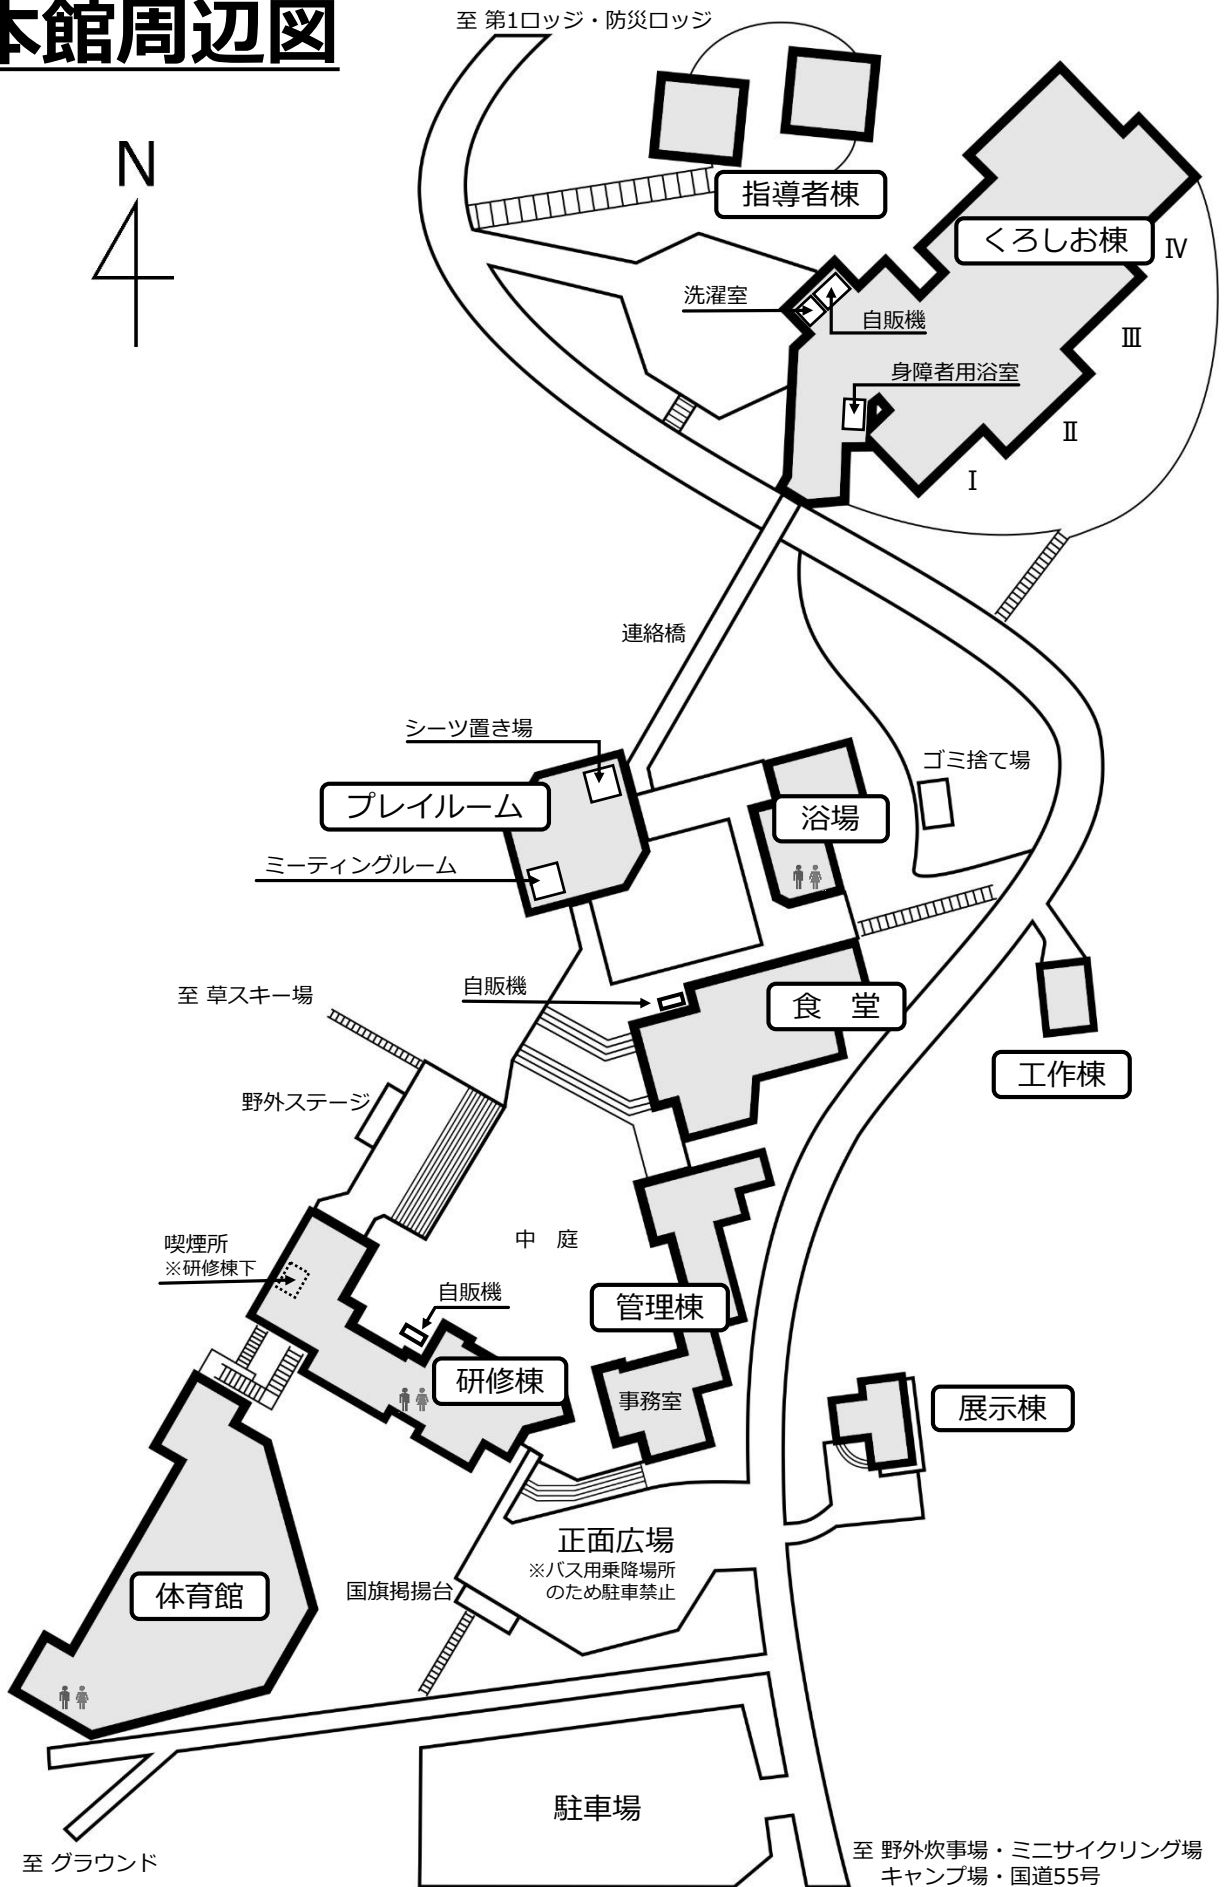 本館周辺図
至 第1ロッジ・防災ロッジ
N
指導者棟
くろしお棟
Ⅳ
洗濯室
自販機
Ⅲ
身障者用浴室
Ⅱ
Ⅰ
連絡橋
シーツ置き場
ゴミ捨て場
プレイルーム
浴場
ミーティングルーム
自販機
至 草スキー場
食　堂
工作棟
野外ステージ
中　庭
喫煙所
※研修棟下
自販機
管理棟
研修棟
事務室
展示棟
正面広場
※バス用乗降場所
のため駐車禁止
国旗掲揚台
体育館
駐車場
至 グラウンド
至 野外炊事場・ミニサイクリング場
キャンプ場・国道55号